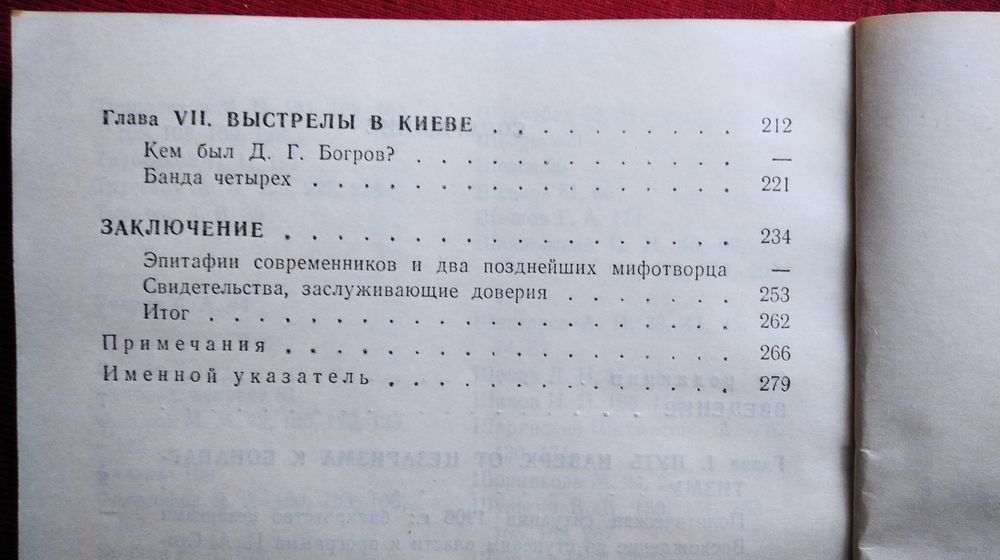 Глава VII. ВЫСТРЕЛЫ В КИЕВЕ . . . . . . . . 212
Кем был Д. Г. Богров? . . . . . . . . . . . . —
Банда четырех . . . . . . . . . . . . . . . . 221
ЗАКЛЮЧЕНИЕ . . . . . . . . . . . . . . . . . 234
Эпитафии современников и два позднейших мифотворца —
Свидетельства, заслуживающие доверия . . . . . . . 253
Итог . . . . . . . . . . . . . . . . . . . . 262
Примечания . . . . . . . . . . . . . . . . . 266
Именной указатель . . . . . . . . . . . . . . 279